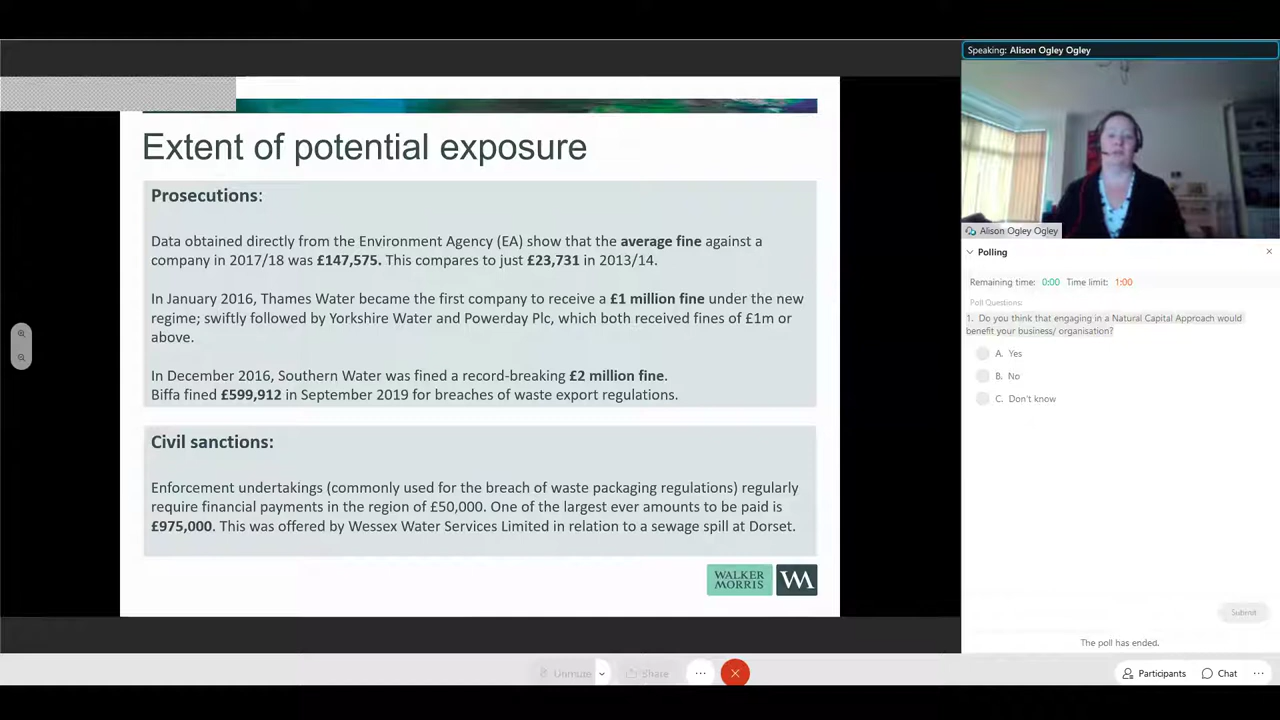 Speaking: Alison Ogley Ogley
Extent of potential exposure
Prosecutions:
Data obtained directly from the Environment Agency (EA) show that the average fine against a
company in 2017/18 was £147,575. This compares to just £23,731 in 2013/14.
In January 2016, Thames Water became the first company to receive a £1 million fine under the new
regime; swiftly followed by Yorkshire Water and Powerday Plc, which both received fines of £1m or
above.
In December 2016, Southern Water was fined a record-breaking £2 million fine.
Biffa fined £599,912 in September 2019 for breaches of waste export regulations.
Civil sanctions:
Enforcement undertakings (commonly used for the breach of waste packaging regulations) regularly
require financial payments in the region of £50,000. One of the largest ever amounts to be paid is
£975,000. This was offered by Wessex Water Services Limited in relation to a sewage spill at Dorset.
WALKER
MORRIS
WM
Alison Ogley Ogley
Polling
Remaining time: 0:00 Time limit: 1:00
Poll Questions:
1. Do you think that engaging in a Natural Capital Approach would
benefit your business/ organisation?
A. Yes
B. No
C. Don't know
Submit
The poll has ended.
Unmute
Share
Participants
Chat